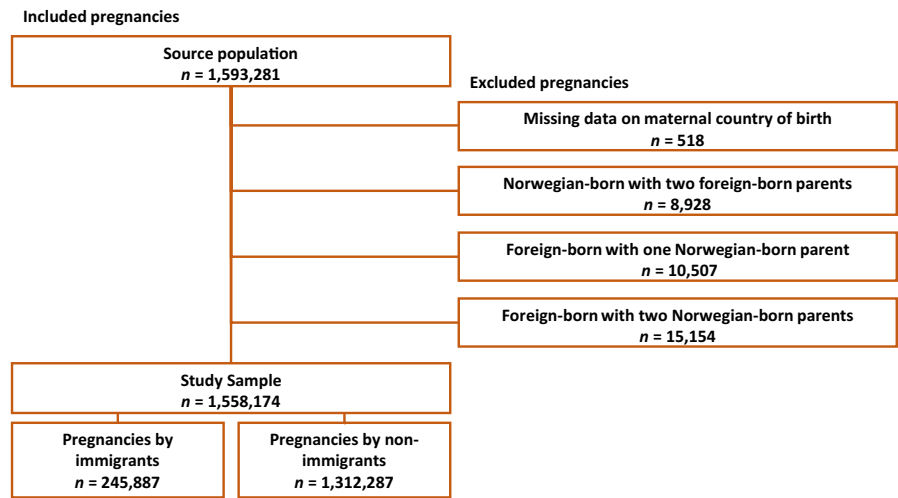 Included pregnancies
Source population
n = 1,593,281
Excluded pregnancies
Missing data on maternal country of birth
n = 518
Norwegian-born with two foreign-born parents
n = 8,928
Foreign-born with one Norwegian-born parent
n = 10,507
Foreign-born with two Norwegian-born parents
n = 15,154
Study Sample
n = 1,558,174
Pregnancies by
immigrants
n = 245,887
Pregnancies by non-
immigrants
n = 1,312,287